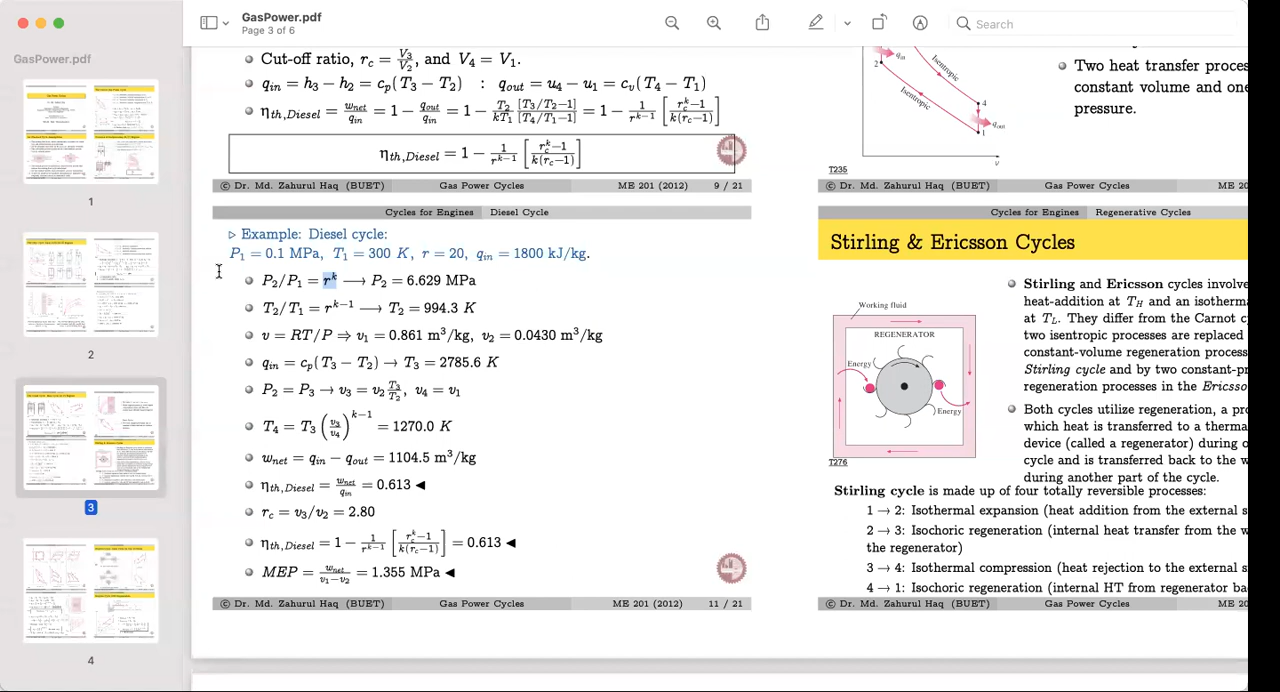 GasPower.pdf
Page 3 of 6
Search
GasPower.pdf
1
2
3
4
Cut-off ratio, r_c = V_3/V_2, and V_4 = V_1.
q_in = h_3 − h_2 = c_p(T_3 − T_2) : q_out = u_4 − u_1 = c_v(T_4 − T_1)
η_th,Diesel = w_net/q_in = 1 − q_out/q_in = 1 − T_2/kT_1 [T_3/T_2−1]/[T_4/T_1−1] = 1 − 1/r^{k−1} [(r_c^k−1)/k(r_c−1)]
η_th,Diesel = 1 − 1/r^{k−1} [(r_c^k−1)/k(r_c−1)]
© Dr. Md. Zahurul Haq (BUET) Gas Power Cycles ME 201 (2012) 9 / 21
Cycles for Engines Diesel Cycle
▷ Example: Diesel cycle:
P_1 = 0.1 MPa, T_1 = 300 K, r = 20, q_in = 1800 kJ/kg.
P_2/P_1 = r^k ⟶ P_2 = 6.629 MPa
T_2/T_1 = r^{k−1} ⟶ T_2 = 994.3 K
v = RT/P ⇒ v_1 = 0.861 m³/kg, v_2 = 0.0430 m³/kg
q_in = c_p(T_3 − T_2) → T_3 = 2785.6 K
P_2 = P_3 → v_3 = v_2 T_3/T_2, v_4 = v_1
T_4 = T_3 (v_3/v_4)^{k−1} = 1270.0 K
w_net = q_in − q_out = 1104.5 m³/kg
η_th,Diesel = w_net/q_in = 0.613 ◀
r_c = v_3/v_2 = 2.80
η_th,Diesel = 1 − 1/r^{k−1} [(r_c^k−1)/k(r_c−1)] = 0.613 ◀
MEP = w_net/(v_1−v_2) = 1.355 MPa ◀
© Dr. Md. Zahurul Haq (BUET) Gas Power Cycles ME 201 (2012) 11 / 21
2
q_in
Isentropic
Isentropic
1
q_out
v
T235
Two heat transfer proces
constant volume and one
pressure.
© Dr. Md. Zahurul Haq (BUET) Gas Power Cycles ME 20
Cycles for Engines Regenerative Cycles
Stirling & Ericsson Cycles
Working fluid
REGENERATOR
Energy
Energy
T276
Stirling and Ericsson cycles involve
heat-addition at T_H and an isotherma
at T_L. They differ from the Carnot c
two isentropic processes are replaced
constant-volume regeneration process
Stirling cycle and by two constant-pr
regeneration processes in the Ericsso
Both cycles utilize regeneration, a pro
which heat is transferred to a therma
device (called a regenerator) during o
cycle and is transferred back to the w
during another part of the cycle.
Stirling cycle is made up of four totally reversible processes:
1 → 2: Isothermal expansion (heat addition from the external s
2 → 3: Isochoric regeneration (internal heat transfer from the w
the regenerator)
3 → 4: Isothermal compression (heat rejection to the external s
4 → 1: Isochoric regeneration (internal HT from regenerator ba
© Dr. Md. Zahurul Haq (BUET) Gas Power Cycles ME 20